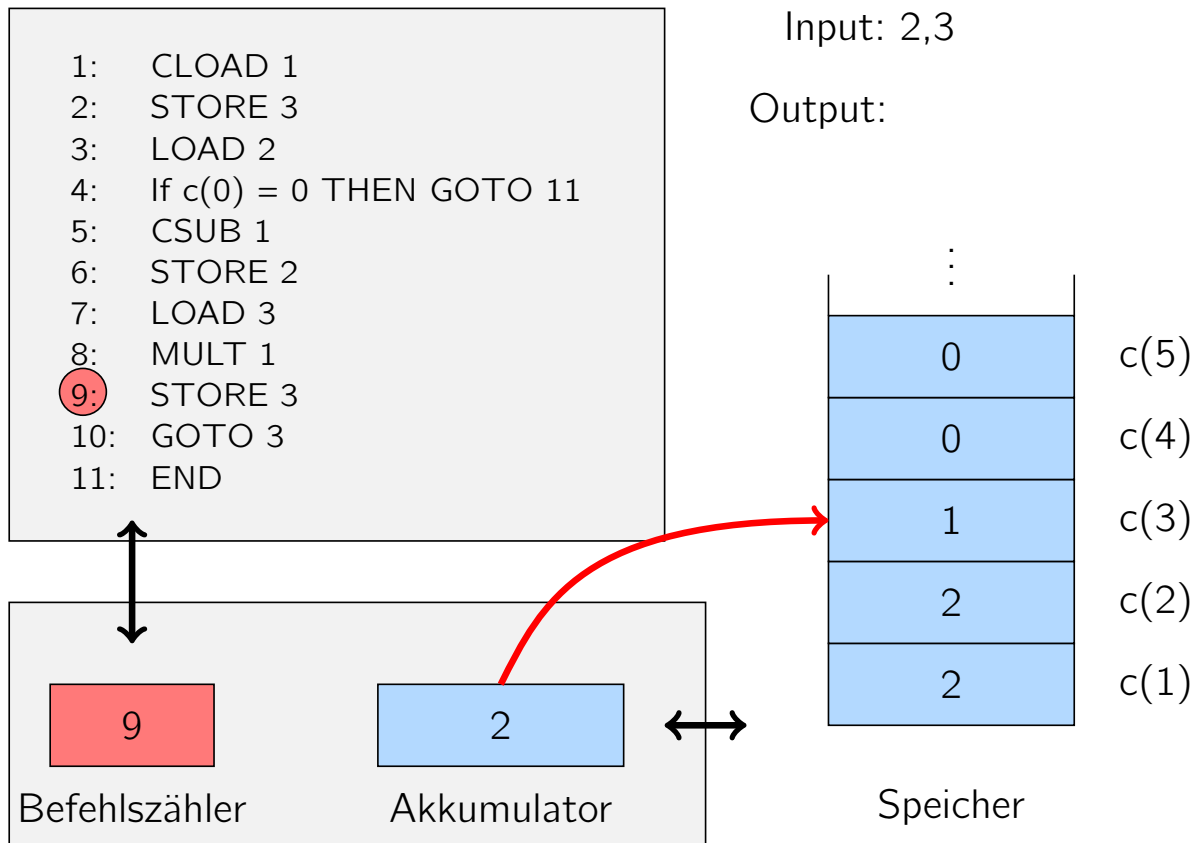 1: CLOAD 1
2: STORE 3
3: LOAD 2
4: If c(0) = 0 THEN GOTO 11
5: CSUB 1
6: STORE 2
7: LOAD 3
8: MULT 1
9: STORE 3
10: GOTO 3
11: END
Input: 2,3
Output:
⋮
0 c(5)
0 c(4)
1 c(3)
2 c(2)
2 c(1)
Speicher
9
Befehlszähler
2
Akkumulator